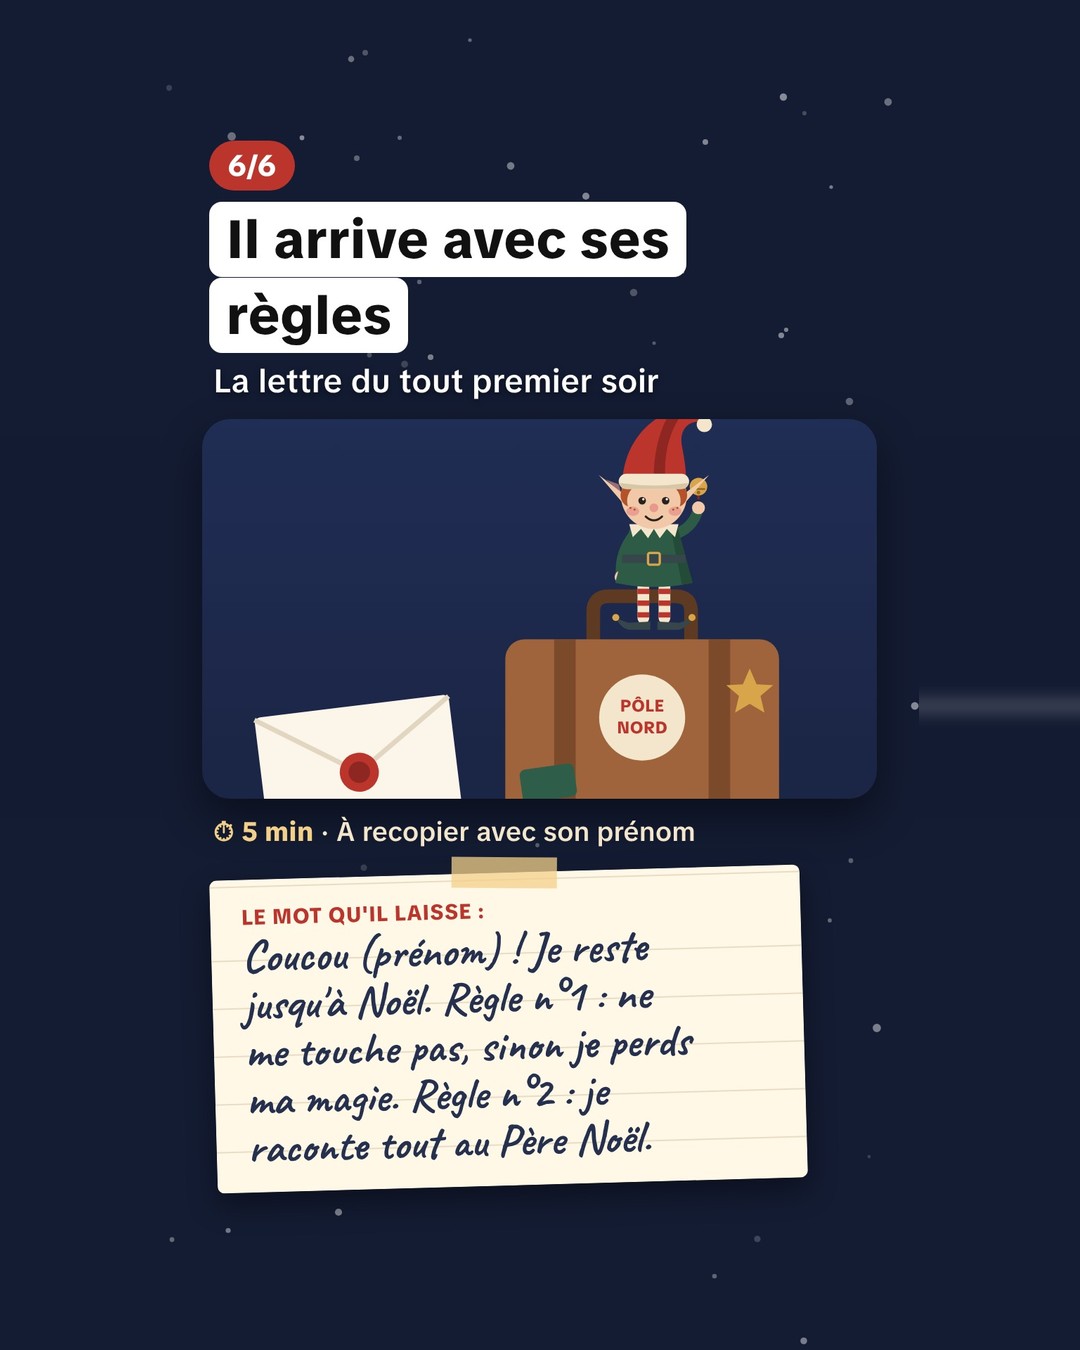 6/6
Il arrive avec ses
règles
La lettre du tout premier soir
PÔLE
NORD
⏱ 5 min · À recopier avec son prénom
LE MOT QU'IL LAISSE :
Coucou (prénom) ! Je reste
jusqu'à Noël. Règle n°1 : ne
me touche pas, sinon je perds
ma magie. Règle n°2 : je
raconte tout au Père Noël.